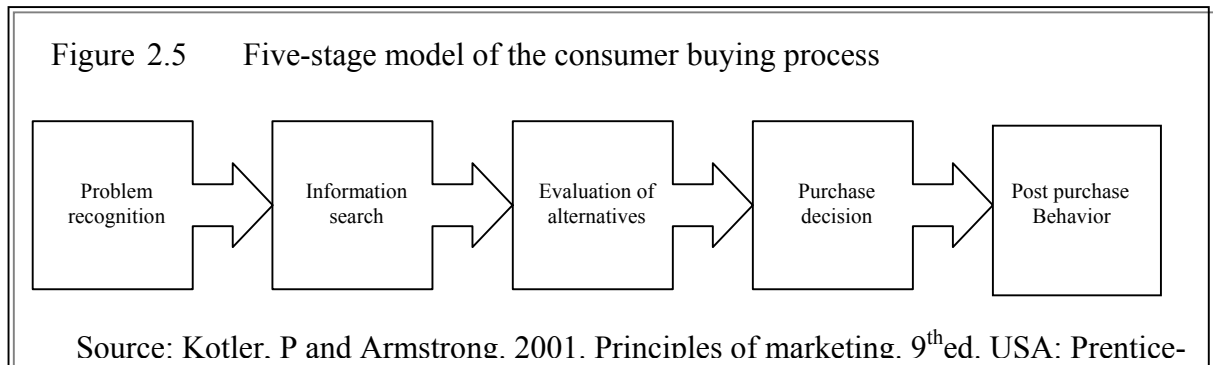 Figure 2.5 Five-stage model of the consumer buying process
Problem
recognition
Information
search
Evaluation of
alternatives
Purchase
decision
Post purchase
Behavior
Source: Kotler, P and Armstrong, 2001, Principles of marketing, 9thed, USA: Prentice-